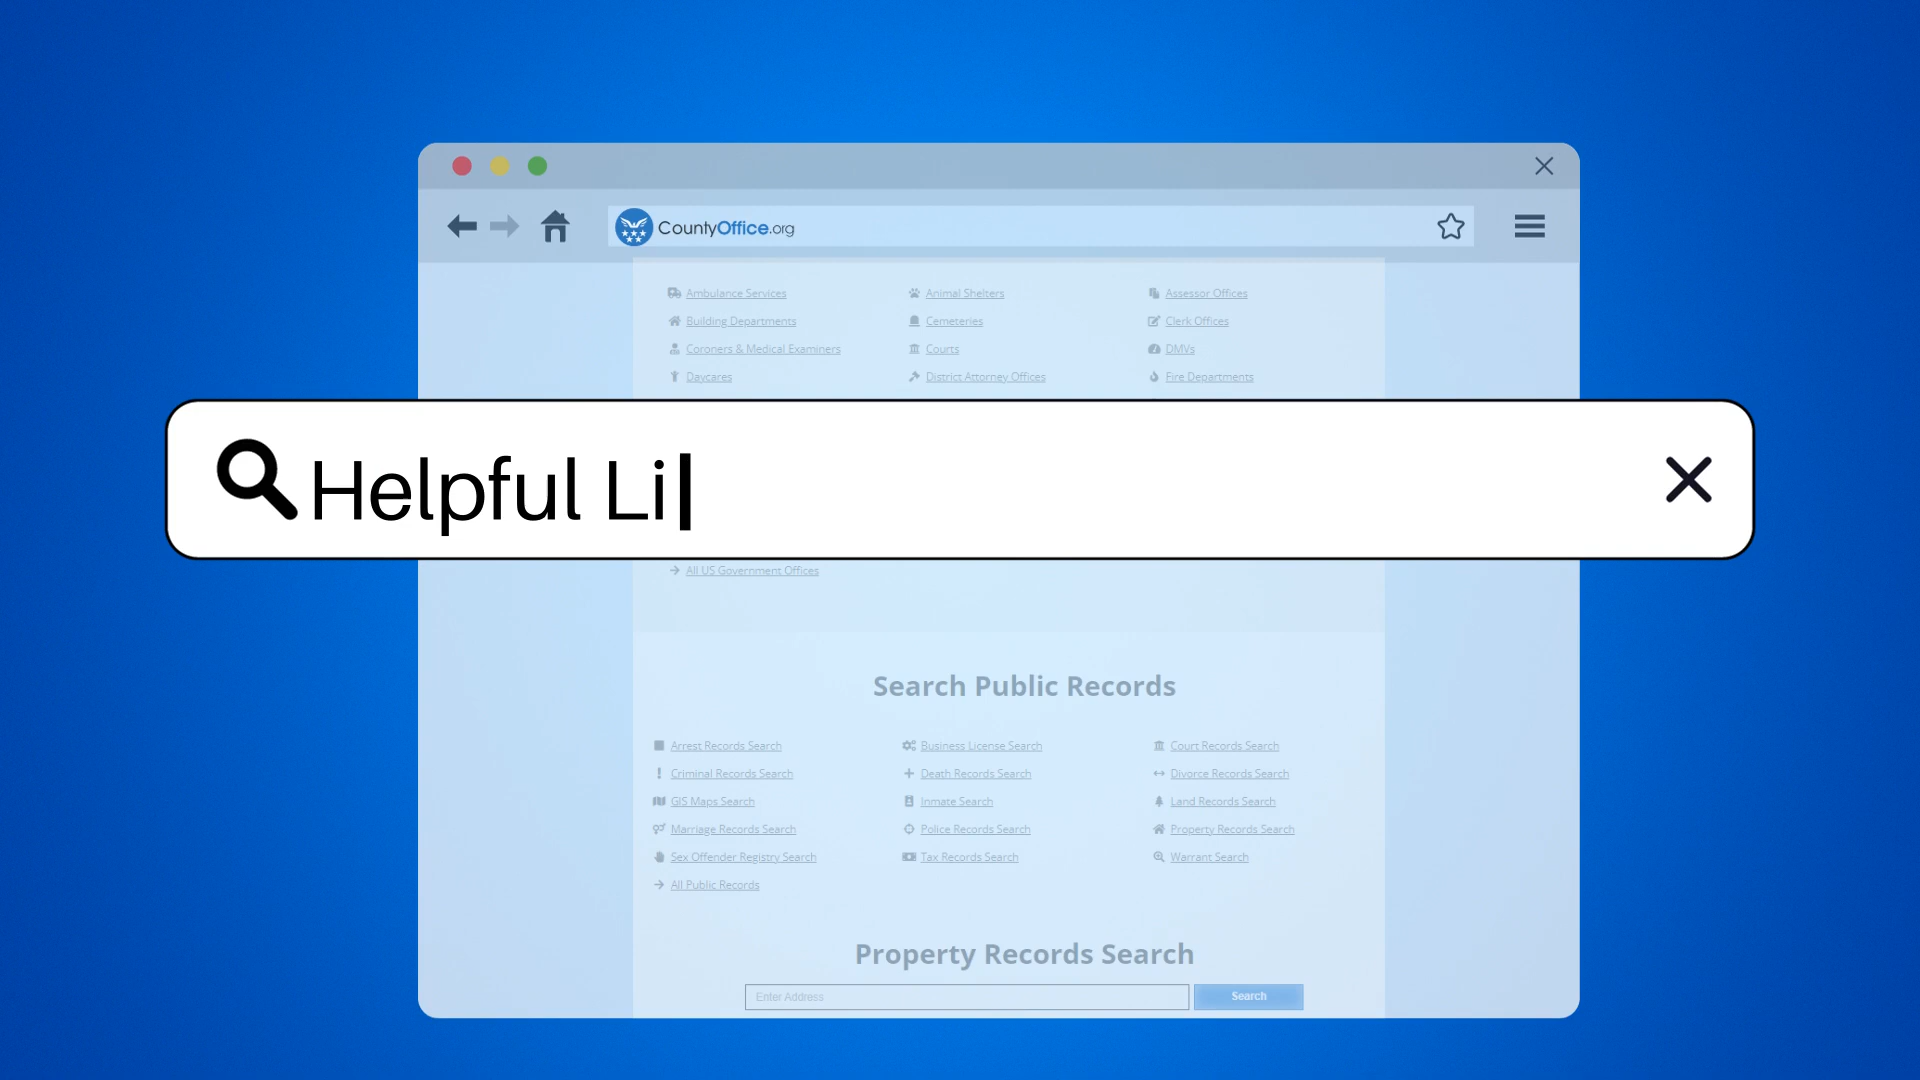 CountyOffice.org
Ambulance Services Animal Shelters Assessor Offices
Building Departments Cemeteries Clerk Offices
Coroners & Medical Examiners Courts DMVs
Daycares District Attorney Offices Fire Departments
Helpful Li
All US Government Offices
Search Public Records
Arrest Records Search Business License Search Court Records Search
Criminal Records Search Death Records Search Divorce Records Search
GIS Maps Search Inmate Search Land Records Search
Marriage Records Search Police Records Search Property Records Search
Sex Offender Registry Search Tax Records Search Warrant Search
All Public Records
Property Records Search
Enter Address Search